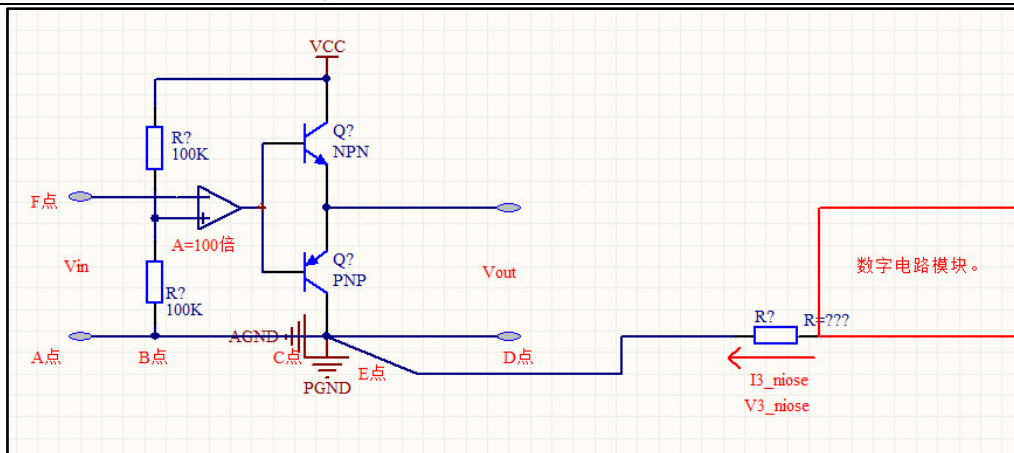 VCC
R?
100K
Q?
NPN
F点
A=100倍
Vin
R?
100K
Q?
PNP
Vout
数字电路模块。
R?
R=???
AGND
A点
B点
C点
E点
D点
PGND
I3_niose
V3_niose